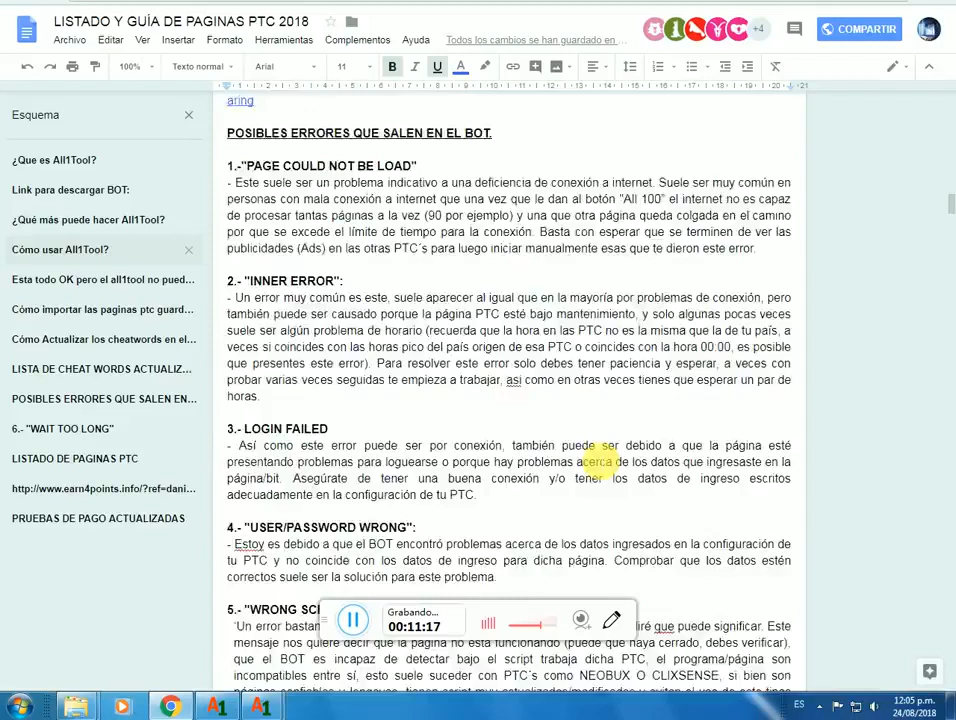 LISTADO Y GUÍA DE PAGINAS PTC 2018
Archivo Editar Ver Insertar Formato Herramientas Complementos Ayuda Todos los cambios se han guardado en ...
+4 COMPARTIR
100% Texto normal Arial 11 B I U A
Esquema
¿Que es All1Tool?
Link para descargar BOT:
¿Qué más puede hacer All1Tool?
Cómo usar All1Tool?
Esta todo OK pero el all1tool no pued...
Cómo importar las paginas ptc guard...
Cómo Actualizar los cheatwords en el...
LISTA DE CHEAT WORDS ACTUALIZ...
POSIBLES ERRORES QUE SALEN EN...
6.- "WAIT TOO LONG"
LISTADO DE PAGINAS PTC
http://www.earn4points.info/?ref=dani...
PRUEBAS DE PAGO ACTUALIZADAS
aring
POSIBLES ERRORES QUE SALEN EN EL BOT.
1.-"PAGE COULD NOT BE LOAD"
- Este suele ser un problema indicativo a una deficiencia de conexión a internet. Suele ser muy común en
personas con mala conexión a internet que una vez que le dan al botón "All 100" el internet no es capaz
de procesar tantas páginas a la vez (90 por ejemplo) y una que otra página queda colgada en el camino
por que se excede el límite de tiempo para la conexión. Basta con esperar que se terminen de ver las
publicidades (Ads) en las otras PTC´s para luego iniciar manualmente esas que te dieron este error.
2.- "INNER ERROR":
- Un error muy común es este, suele aparecer al igual que en la mayoría por problemas de conexión, pero
también puede ser causado porque la página PTC esté bajo mantenimiento, y solo algunas pocas veces
suele ser algún problema de horario (recuerda que la hora en las PTC no es la misma que la de tu país, a
veces si coincides con las horas pico del país origen de esa PTC o coincides con la hora 00:00, es posible
que presentes este error). Para resolver este error solo debes tener paciencia y esperar, a veces con
probar varias veces seguidas te empieza a trabajar, asi como en otras veces tienes que esperar un par de
horas.
3.- LOGIN FAILED
- Así como este error puede ser por conexión, también puede ser debido a que la página esté
presentando problemas para loguearse o porque hay problemas acerca de los datos que ingresaste en la
página/bit. Asegúrate de tener una buena conexión y/o tener los datos de ingreso escritos
adecuadamente en la configuración de tu PTC.
4.- "USER/PASSWORD WRONG":
- Estoy es debido a que el BOT encontró problemas acerca de los datos ingresados en la configuración de
tu PTC y no coincide con los datos de ingreso para dicha página. Comprobar que los datos estén
correctos suele ser la solución para este problema.
5.- "WRONG SC
Grabando...
00:11:17
Un error bastan diré que puede significar. Este
mensaje nos quiere decir que la pagina no esta funcionando (puede que haya cerrado, debes verificar),
que el BOT es incapaz de detectar bajo el script trabaja dicha PTC, el programa/página son
incompatibles entre sí, esto suele suceder con PTC`s como NEOBUX O CLIXSENSE, si bien son
ES 12:05 p.m.
24/08/2018